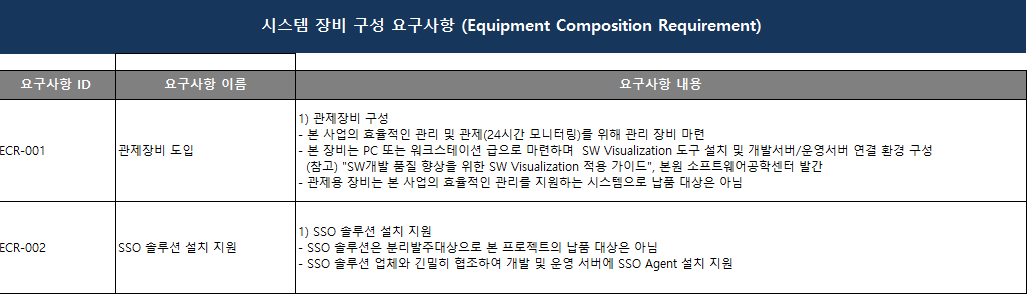 시스템 장비 구성 요구사항 (Equipment Composition Requirement)
요구사항 ID 요구사항 이름 요구사항 내용
1) 관제장비 구성
- 본 사업의 효율적인 관리 및 관제(24시간 모니터링)를 위해 관리 장비 마련
ECR-001 관제장비 도입 - 본 장비는 PC 또는 워크스테이션 급으로 마련하며 SW Visualization 도구 설치 및 개발서버/운영서버 연결 환경 구성
(참고) "SW개발 품질 향상을 위한 SW Visualization 적용 가이드", 본원 소프트웨어공학센터 발간
- 관제용 장비는 본 사업의 효율적인 관리를 지원하는 시스템으로 납품 대상은 아님
1) SSO 솔루션 설치 지원
ECR-002 SSO 솔루션 설치 지원 - SSO 솔루션은 분리발주대상으로 본 프로젝트의 납품 대상은 아님
- SSO 솔루션 업체와 긴밀히 협조하여 개발 및 운영 서버에 SSO Agent 설치 지원